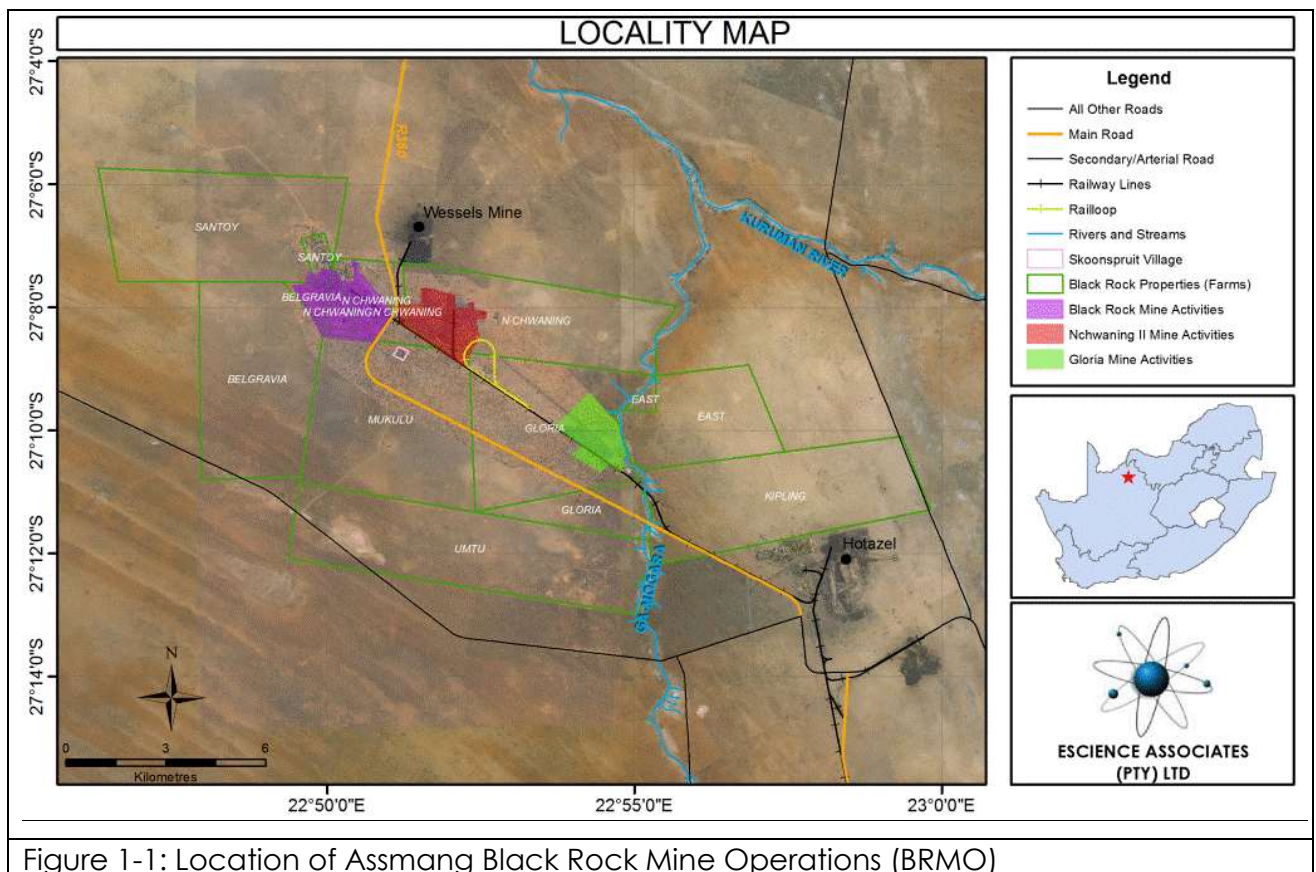 LOCALITY MAP
27°4'0"S
27°6'0"S
27°8'0"S
27°10'0"S
27°12'0"S
27°14'0"S
R380
Wessels Mine
KURUMAN RIVER
SANTOY
SANTOY
BELGRAVIA
N CHWANING
N CHWANING
N CHWANING
N CHWANING
BELGRAVIA
MUKULU
GLORIA
EAST
EAST
KIPLING
GLORIA
UMTU
Hotazel
GAMOGARA
N
0 3 6
Kilometres
22°50'0"E
22°55'0"E
23°0'0"E
Legend
All Other Roads
Main Road
Secondary/Arterial Road
Railway Lines
Railloop
Rivers and Streams
Skoonspruit Village
Black Rock Properties (Farms)
Black Rock Mine Activities
Nchwaning II Mine Activities
Gloria Mine Activities
ESCIENCE ASSOCIATES
(PTY) LTD
Figure 1-1: Location of Assmang Black Rock Mine Operations (BRMO)